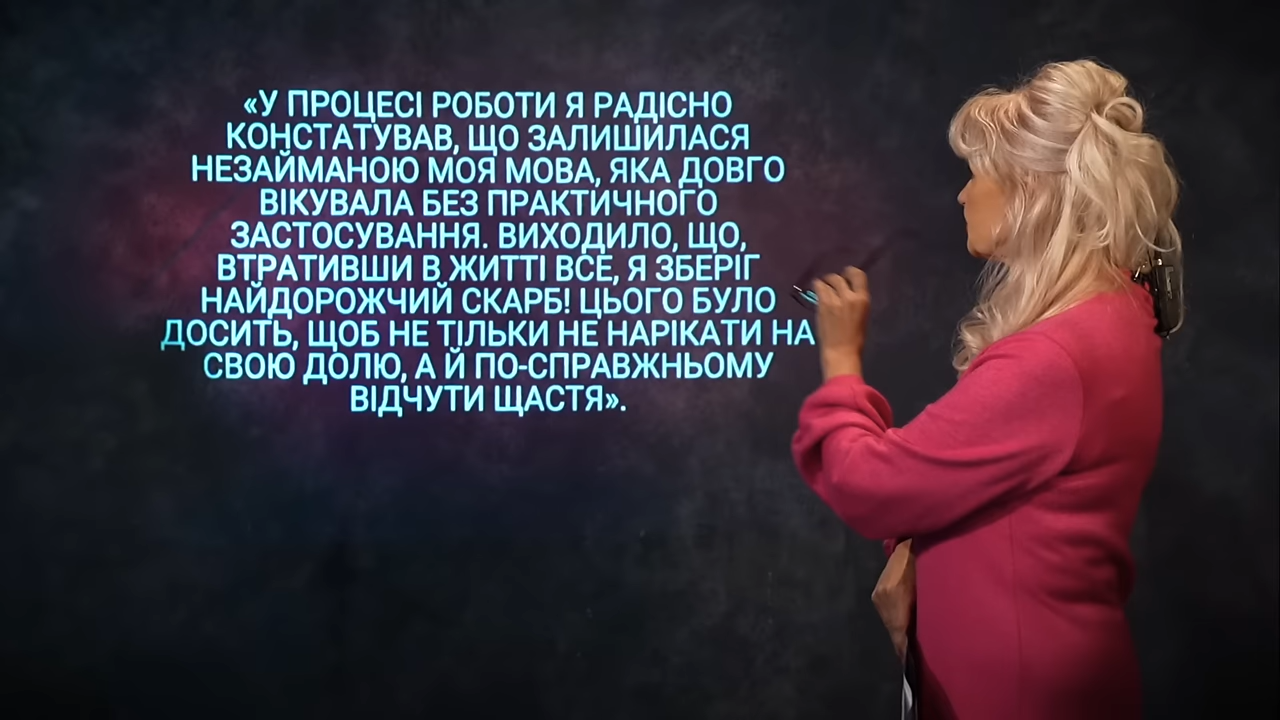 «У ПРОЦЕСІ РОБОТИ Я РАДІСНО
КОНСТАТУВАВ, ЩО ЗАЛИШИЛАСЯ
НЕЗАЙМАНОЮ МОЯ МОВА, ЯКА ДОВГО
ВІКУВАЛА БЕЗ ПРАКТИЧНОГО
ЗАСТОСУВАННЯ. ВИХОДИЛО, ЩО,
ВТРАТИВШИ В ЖИТТІ ВСЕ, Я ЗБЕРІГ
НАЙДОРОЖЧИЙ СКАРБ! ЦЬОГО БУЛО
ДОСИТЬ, ЩОБ НЕ ТІЛЬКИ НЕ НАРІКАТИ НА
СВОЮ ДОЛЮ, А Й ПО-СПРАВЖНЬОМУ
ВІДЧУТИ ЩАСТЯ».